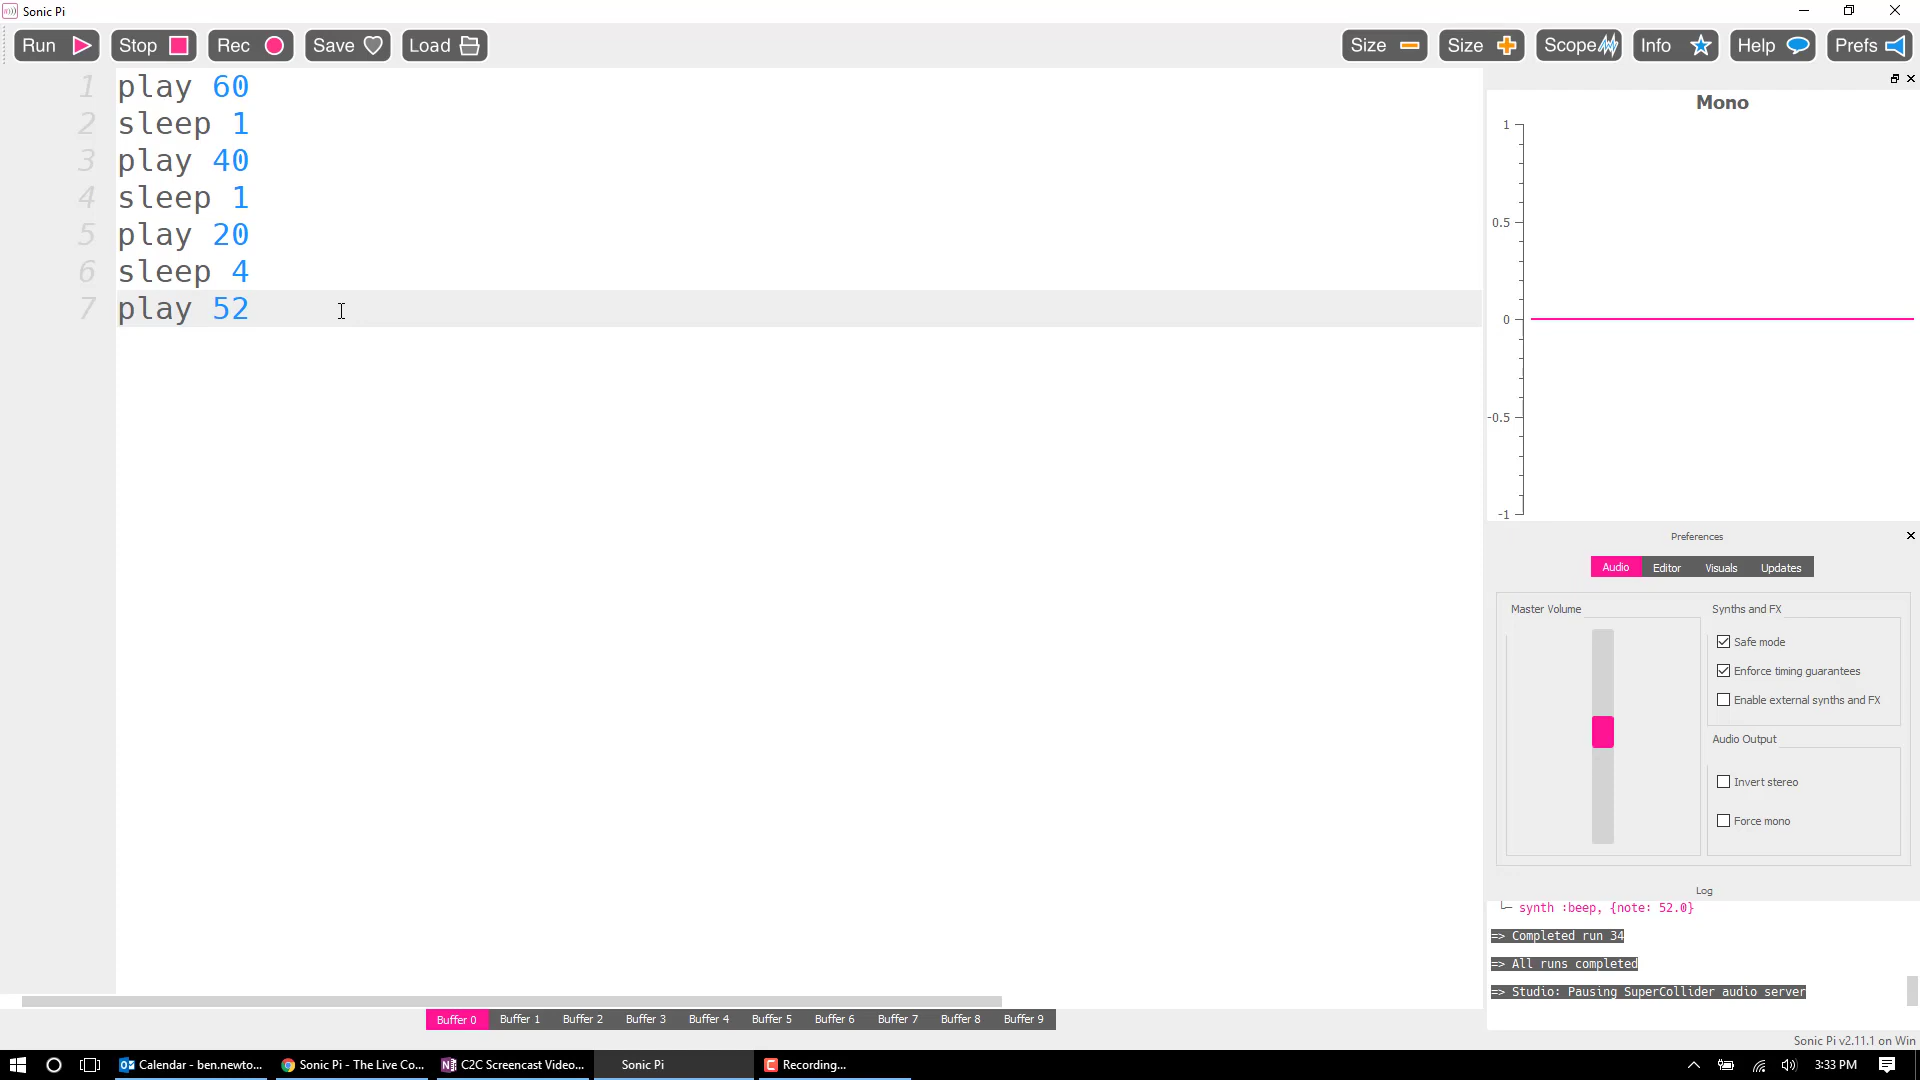 Sonic Pi
Run Stop Rec Save Load Size Size Scope Info Help Prefs
1 play 60
2 sleep 1
3 play 40
4 sleep 1
5 play 20
6 sleep 4
7 play 52
Mono
1
0.5
0
-0.5
-1
Preferences
Audio Editor Visuals Updates
Master Volume
Synths and FX
Safe mode
Enforce timing guarantees
Enable external synths and FX
Audio Output
Invert stereo
Force mono
Log
synth :beep, {note: 52.0}
=> Completed run 34
=> All runs completed
=> Studio: Pausing SuperCollider audio server
Buffer 0 Buffer 1 Buffer 2 Buffer 3 Buffer 4 Buffer 5 Buffer 6 Buffer 7 Buffer 8 Buffer 9
Sonic Pi v2.11.1 on Win
Calendar - ben.newto... Sonic Pi - The Live Co... C2C Screencast Video... Sonic Pi Recording... 3:33 PM